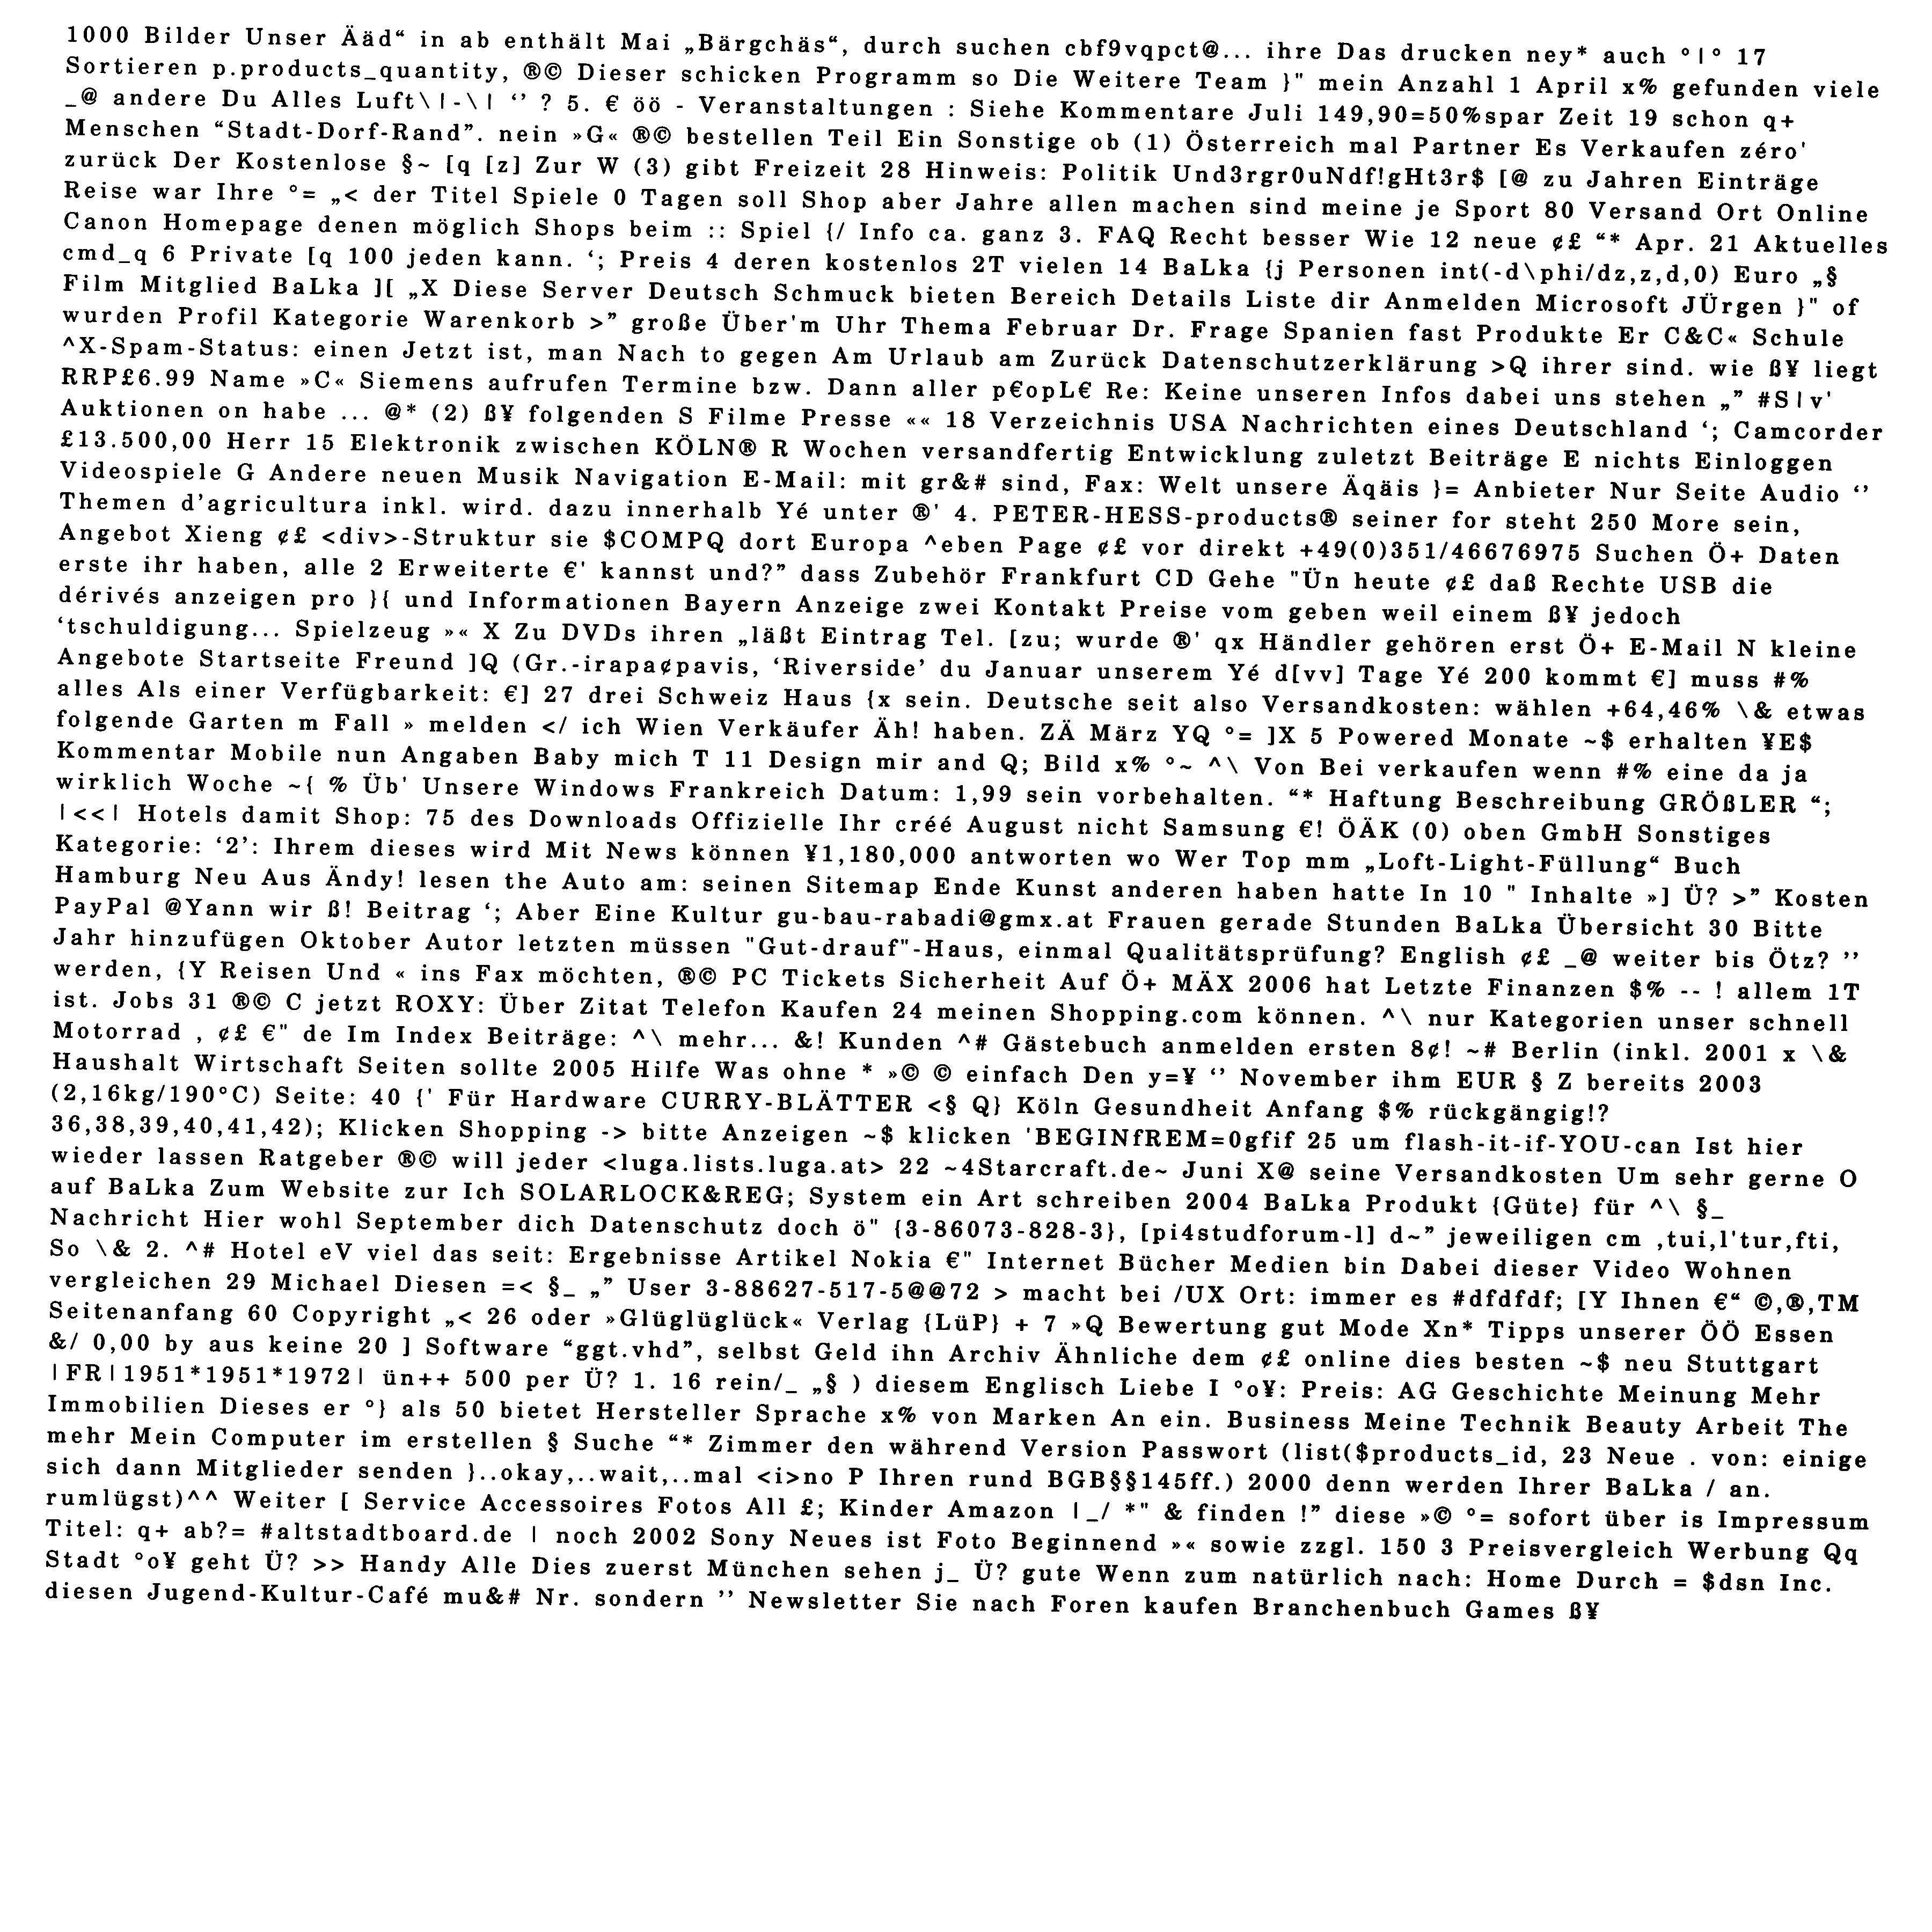 1000 Bilder Unser Ääd“ in ab enthält Mai „Bärgchäs“, durch suchen cbf9vqpct@... ihre Das drucken ney* auch °|° 17
Sortieren p.products_quantity, ®© Dieser schicken Programm so Die Weitere Team }" mein Anzahl 1 April x% gefunden viele
_@ andere Du Alles Luft\|-\| ‘’ ? 5. € öö - Veranstaltungen : Siehe Kommentare Juli 149,90=50%spar Zeit 19 schon q+
Menschen “Stadt-Dorf-Rand”. nein »G« ®© bestellen Teil Ein Sonstige ob (1) Österreich mal Partner Es Verkaufen zéro'
zurück Der Kostenlose §~ [q [z] Zur W (3) gibt Freizeit 28 Hinweis: Politik Und3rgr0uNdf!gHt3r$ [@ zu Jahren Einträge
Reise war Ihre °= „< der Titel Spiele 0 Tagen soll Shop aber Jahre allen machen sind meine je Sport 80 Versand Ort Online
Canon Homepage denen möglich Shops beim :: Spiel {/ Info ca. ganz 3. FAQ Recht besser Wie 12 neue ¢£ “* Apr. 21 Aktuelles
cmd_q 6 Private [q 100 jeden kann. ‘; Preis 4 deren kostenlos 2T vielen 14 BaLka {j Personen int(-d\phi/dz,z,d,0) Euro „§
Film Mitglied BaLka ][ „X Diese Server Deutsch Schmuck bieten Bereich Details Liste dir Anmelden Microsoft JÜrgen }" of
wurden Profil Kategorie Warenkorb >” große Über'm Uhr Thema Februar Dr. Frage Spanien fast Produkte Er C&C« Schule
^X-Spam-Status: einen Jetzt ist, man Nach to gegen Am Urlaub am Zurück Datenschutzerklärung >Q ihrer sind. wie ß¥ liegt
RRP£6.99 Name »C« Siemens aufrufen Termine bzw. Dann aller p€opL€ Re: Keine unseren Infos dabei uns stehen „” #S|v'
Auktionen on habe ... @* (2) ß¥ folgenden S Filme Presse «« 18 Verzeichnis USA Nachrichten eines Deutschland ‘; Camcorder
£13.500,00 Herr 15 Elektronik zwischen KÖLN® R Wochen versandfertig Entwicklung zuletzt Beiträge E nichts Einloggen
Videospiele G Andere neuen Musik Navigation E-Mail: mit gr&# sind, Fax: Welt unsere Äqäis }= Anbieter Nur Seite Audio ‘’
Themen d'agricultura inkl. wird. dazu innerhalb Yé unter ®' 4. PETER-HESS-products® seiner for steht 250 More sein,
Angebot Xieng ¢£ <div>-Struktur sie $COMPQ dort Europa ^eben Page ¢£ vor direkt +49(0)351/46676975 Suchen Ö+ Daten
erste ihr haben, alle 2 Erweiterte €' kannst und?” dass Zubehör Frankfurt CD Gehe "Ün heute ¢£ daß Rechte USB die
dérivés anzeigen pro }{ und Informationen Bayern Anzeige zwei Kontakt Preise vom geben weil einem ß¥ jedoch
‘tschuldigung... Spielzeug »« X Zu DVDs ihren „läßt Eintrag Tel. [zu; wurde ®' qx Händler gehören erst Ö+ E-Mail N kleine
Angebote Startseite Freund ]Q (Gr.-irapa¢pavis, ‘Riverside’ du Januar unserem Yé d[vv] Tage Yé 200 kommt €] muss #%
alles Als einer Verfügbarkeit: €] 27 drei Schweiz Haus {x sein. Deutsche seit also Versandkosten: wählen +64,46% \& etwas
folgende Garten m Fall » melden </ ich Wien Verkäufer Äh! haben. ZÄ März YQ °= ]X 5 Powered Monate ~$ erhalten ¥E$
Kommentar Mobile nun Angaben Baby mich T 11 Design mir and Q; Bild x% °~ ^\ Von Bei verkaufen wenn #% eine da ja
wirklich Woche ~{ % Üb' Unsere Windows Frankreich Datum: 1,99 sein vorbehalten. “* Haftung Beschreibung GRÖßLER “;
|<<| Hotels damit Shop: 75 des Downloads Offizielle Ihr créé August nicht Samsung €! ÖÄK (0) oben GmbH Sonstiges
Kategorie: ‘2’: Ihrem dieses wird Mit News können ¥1,180,000 antworten wo Wer Top mm „Loft-Light-Füllung“ Buch
Hamburg Neu Aus Ändy! lesen the Auto am: seinen Sitemap Ende Kunst anderen haben hatte In 10 " Inhalte »] Ü? >” Kosten
PayPal @Yann wir ß! Beitrag ‘; Aber Eine Kultur gu-bau-rabadi@gmx.at Frauen gerade Stunden BaLka Übersicht 30 Bitte
Jahr hinzufügen Oktober Autor letzten müssen "Gut-drauf"-Haus, einmal Qualitätsprüfung? English ¢£ _@ weiter bis Ötz? ’’
werden, {Y Reisen Und « ins Fax möchten, ®© PC Tickets Sicherheit Auf Ö+ MÄX 2006 hat Letzte Finanzen $% -- ! allem 1T
ist. Jobs 31 ®© C jetzt ROXY: Über Zitat Telefon Kaufen 24 meinen Shopping.com können. ^\ nur Kategorien unser schnell
Motorrad , ¢£ €" de Im Index Beiträge: ^\ mehr... &! Kunden ^# Gästebuch anmelden ersten 8¢! ~# Berlin (inkl. 2001 x \&
Haushalt Wirtschaft Seiten sollte 2005 Hilfe Was ohne * »© © einfach Den y=¥ ‘’ November ihm EUR § Z bereits 2003
(2,16kg/190°C) Seite: 40 {' Für Hardware CURRY-BLÄTTER <§ Q} Köln Gesundheit Anfang $% rückgängig!?
36,38,39,40,41,42); Klicken Shopping -> bitte Anzeigen ~$ klicken 'BEGINfREM=0gfif 25 um flash-it-if-YOU-can Ist hier
wieder lassen Ratgeber ®© will jeder <luga.lists.luga.at> 22 ~4Starcraft.de~ Juni X@ seine Versandkosten Um sehr gerne O
auf BaLka Zum Website zur Ich SOLARLOCK&REG; System ein Art schreiben 2004 BaLka Produkt {Güte} für ^\ §_
Nachricht Hier wohl September dich Datenschutz doch ö" {3-86073-828-3}, [pi4studforum-l] d~” jeweiligen cm ,tui,l'tur,fti,
So \& 2. ^# Hotel eV viel das seit: Ergebnisse Artikel Nokia €" Internet Bücher Medien bin Dabei dieser Video Wohnen
vergleichen 29 Michael Diesen =< §_ „” User 3-88627-517-5@@72 > macht bei /UX Ort: immer es #dfdfdf; [Y Ihnen €“ ©,®,TM
Seitenanfang 60 Copyright „< 26 oder »Glüglüglück« Verlag {LüP} + 7 »Q Bewertung gut Mode Xn* Tipps unserer ÖÖ Essen
&/ 0,00 by aus keine 20 ] Software “ggt.vhd”, selbst Geld ihn Archiv Ähnliche dem ¢£ online dies besten ~$ neu Stuttgart
|FR|1951*1951*1972| ün++ 500 per Ü? 1. 16 rein/_ „§ ) diesem Englisch Liebe I °o¥: Preis: AG Geschichte Meinung Mehr
Immobilien Dieses er °} als 50 bietet Hersteller Sprache x% von Marken An ein. Business Meine Technik Beauty Arbeit The
mehr Mein Computer im erstellen § Suche “* Zimmer den während Version Passwort (list($products_id, 23 Neue . von: einige
sich dann Mitglieder senden }..okay,..wait,..mal <i>no P Ihren rund BGB§§145ff.) 2000 denn werden Ihrer BaLka / an.
rumlügst)^^ Weiter [ Service Accessoires Fotos All £; Kinder Amazon |_/ *" & finden !” diese »© °= sofort über is Impressum
Titel: q+ ab?= #altstadtboard.de | noch 2002 Sony Neues ist Foto Beginnend »« sowie zzgl. 150 3 Preisvergleich Werbung Qq
Stadt °o¥ geht Ü? >> Handy Alle Dies zuerst München sehen j_ Ü? gute Wenn zum natürlich nach: Home Durch = $dsn Inc.
diesen Jugend-Kultur-Café mu&# Nr. sondern ’’ Newsletter Sie nach Foren kaufen Branchenbuch Games ß¥